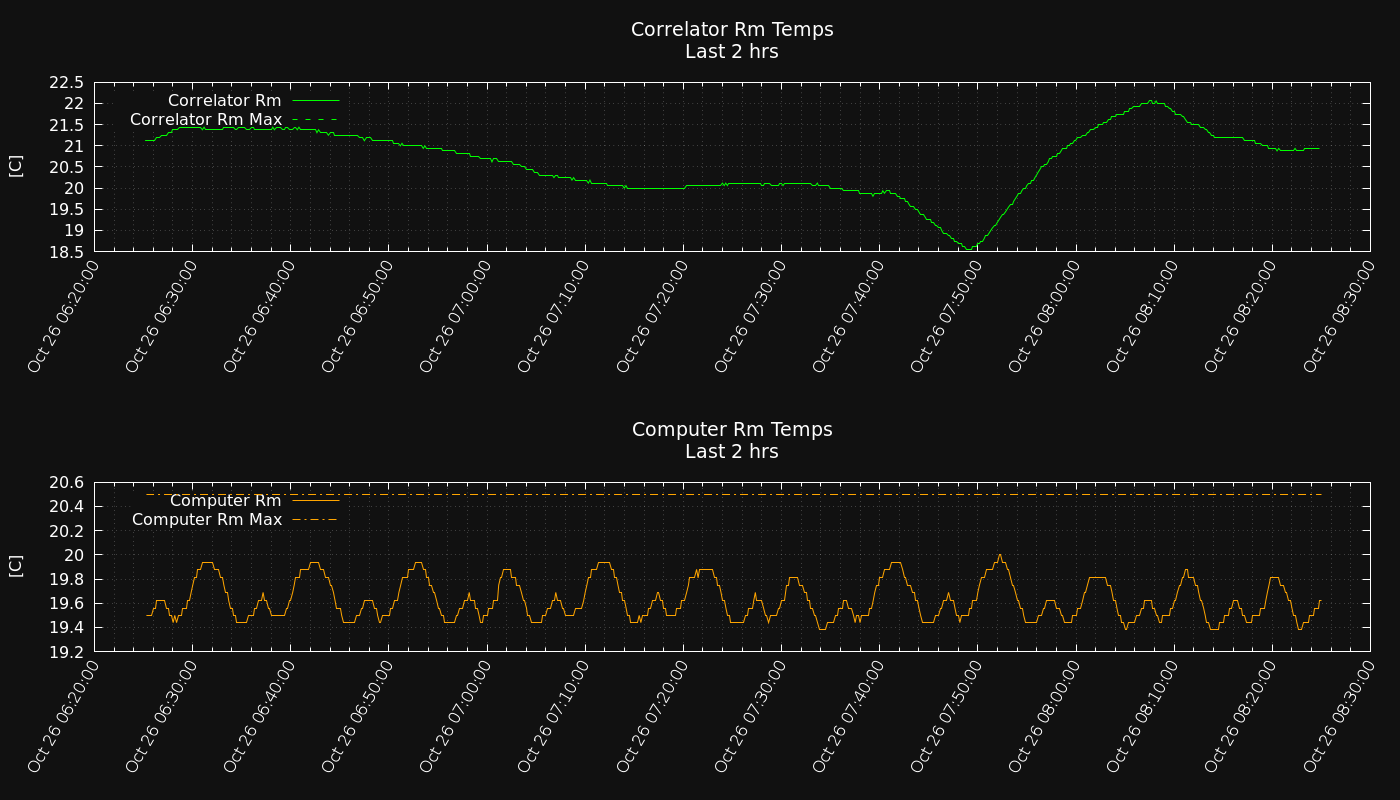 Correlator Rm Temps
Last 2 hrs
22.5
22
21.5
21
20.5
20
19.5
19
18.5
[C]
Correlator Rm
Correlator Rm Max
Oct 26 06:20:00
Oct 26 06:30:00
Oct 26 06:40:00
Oct 26 06:50:00
Oct 26 07:00:00
Oct 26 07:10:00
Oct 26 07:20:00
Oct 26 07:30:00
Oct 26 07:40:00
Oct 26 07:50:00
Oct 26 08:00:00
Oct 26 08:10:00
Oct 26 08:20:00
Oct 26 08:30:00
Computer Rm Temps
Last 2 hrs
20.6
20.4
20.2
20
19.8
19.6
19.4
19.2
[C]
Computer Rm
Computer Rm Max
Oct 26 06:20:00
Oct 26 06:30:00
Oct 26 06:40:00
Oct 26 06:50:00
Oct 26 07:00:00
Oct 26 07:10:00
Oct 26 07:20:00
Oct 26 07:30:00
Oct 26 07:40:00
Oct 26 07:50:00
Oct 26 08:00:00
Oct 26 08:10:00
Oct 26 08:20:00
Oct 26 08:30:00